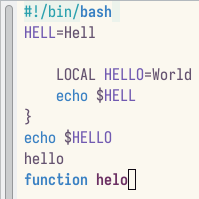 #!/bin/bash
HELL=Hell
LOCAL HELLO=World
echo $HELL
}
echo $HELLO
hello
function helo